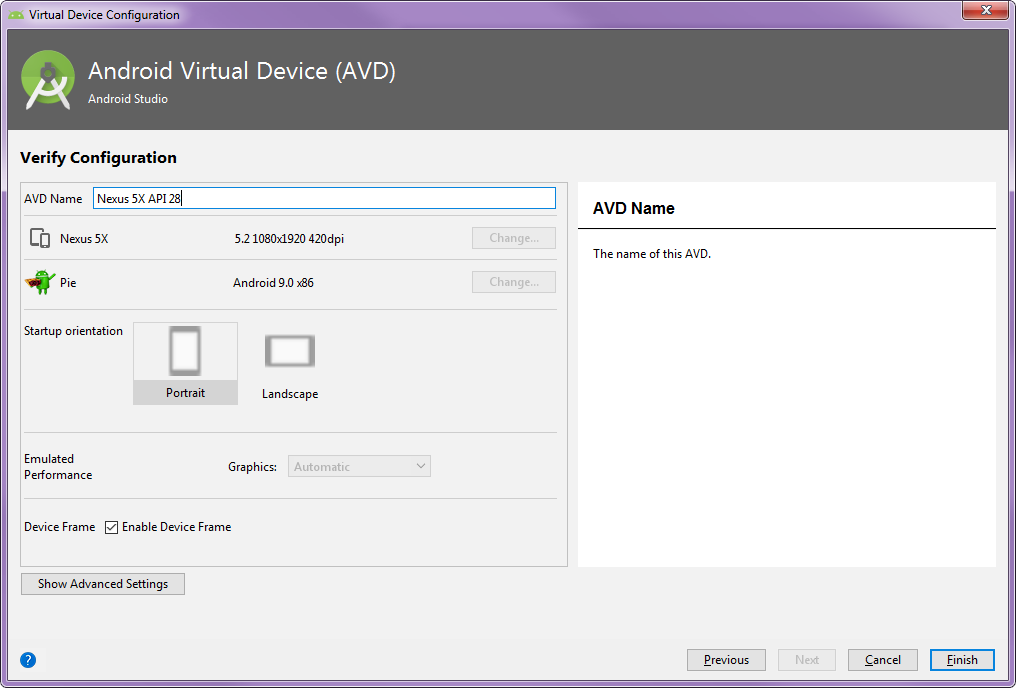 Virtual Device Configuration
Android Virtual Device (AVD)
Android Studio
Verify Configuration
AVD Name Nexus 5X API 28
Nexus 5X 5.2 1080x1920 420dpi Change...
Pie Android 9.0 x86 Change...
Startup orientation
Portrait
Landscape
Emulated
Performance
Graphics: Automatic
Device Frame Enable Device Frame
Show Advanced Settings
AVD Name
The name of this AVD.
?
Previous Next Cancel Finish